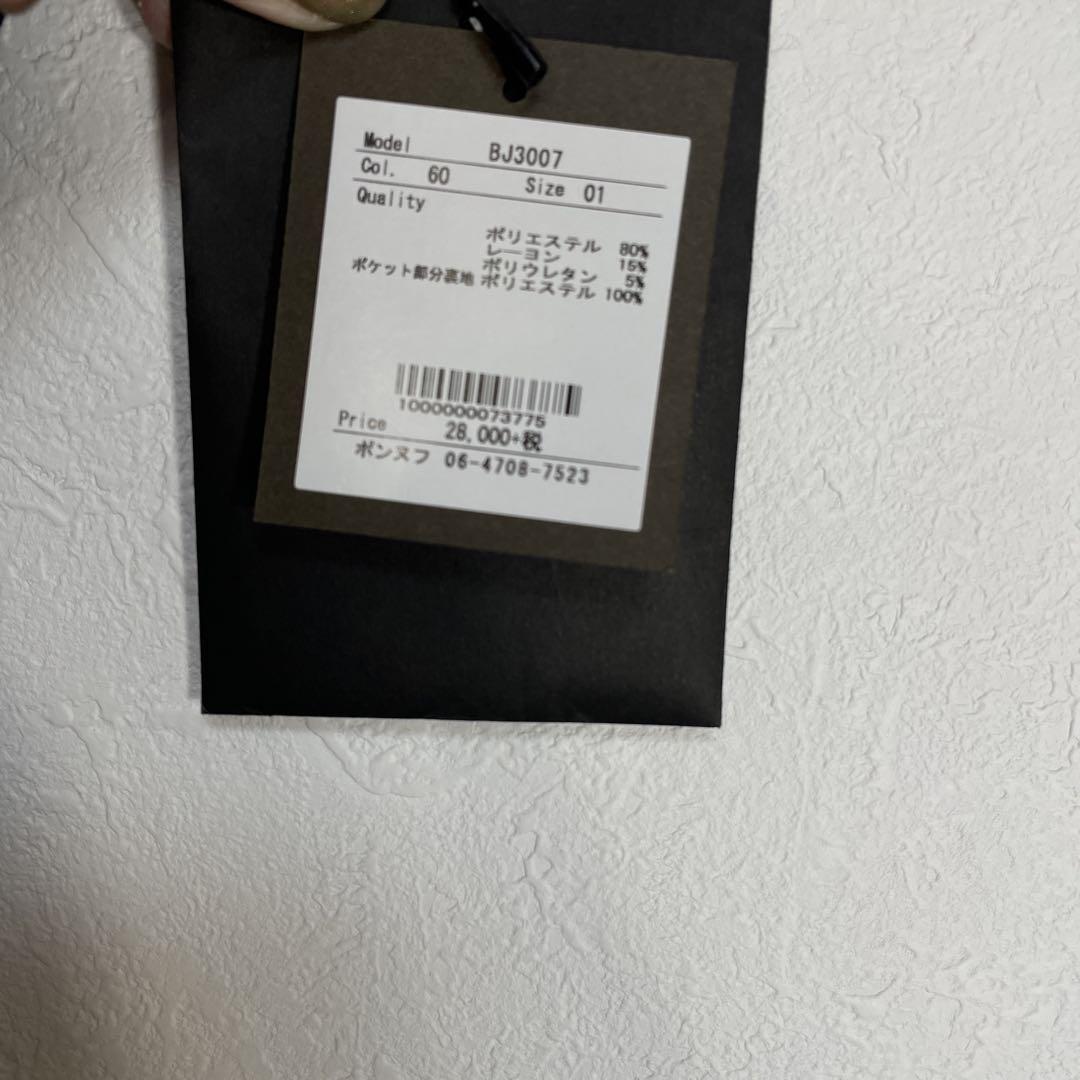 Model BJ3007
Col. 60 Size 01
Quality
ポリエステル 80%
レーヨン 15%
ポリウレタン 5%
ポケット部分裏地 ポリエステル 100%
1000000073775
Price 28,000+税
ボンヌフ 06-4708-7523